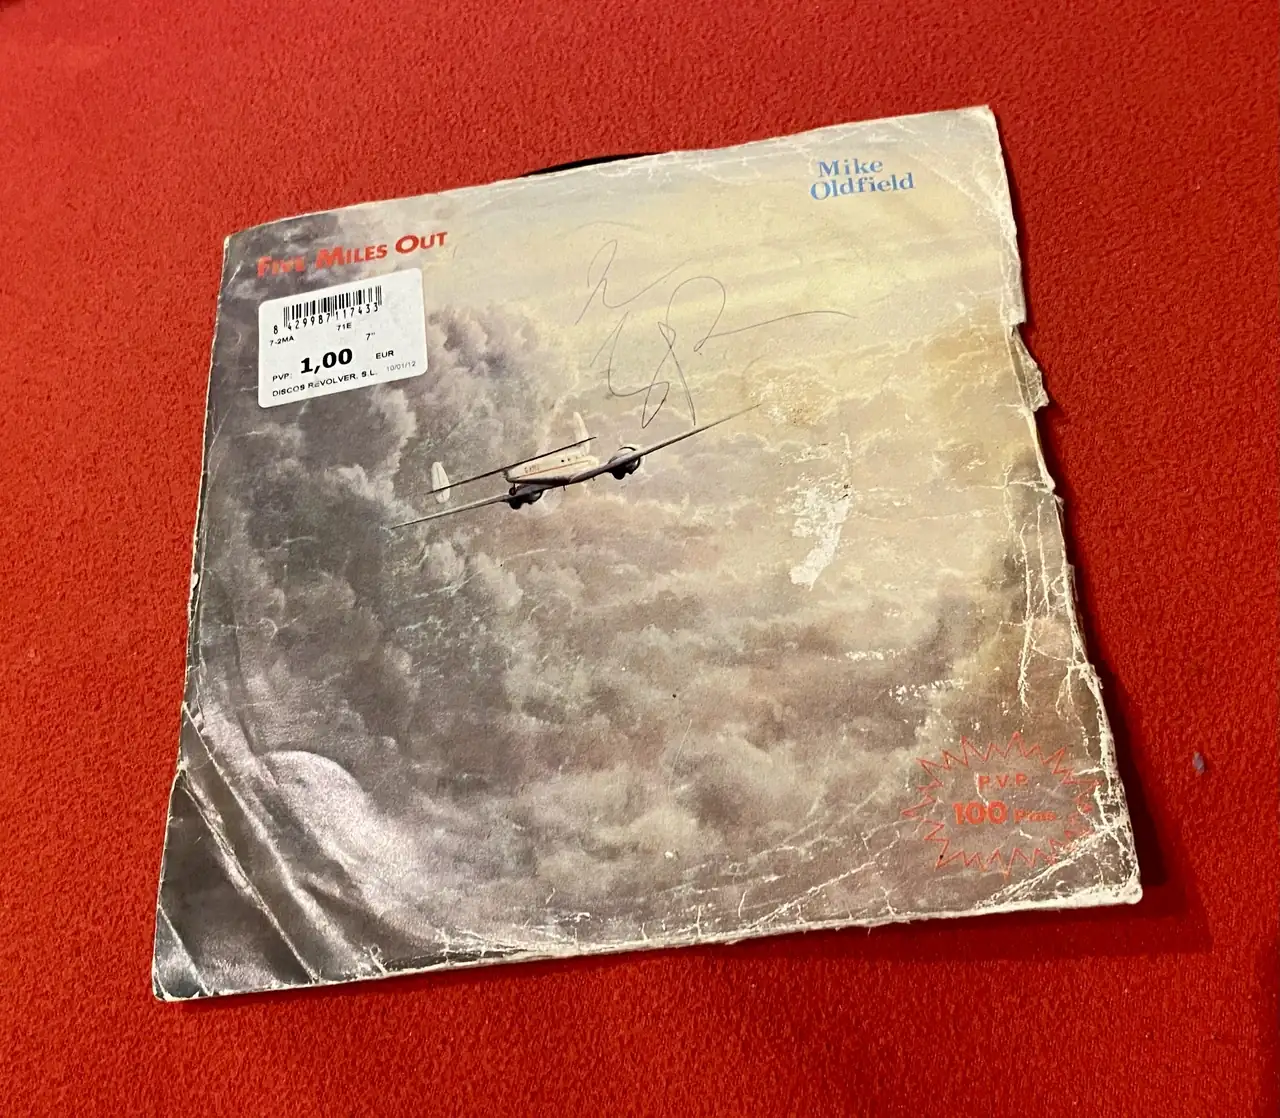 Mike
Oldfield
FIVE MILES OUT
8 429987 117433
7-2MA 71E 7"
PVP: 1,00 EUR
DISCOS REVOLVER, S.L. 10/01/12
P.V.P.
100 Ptas